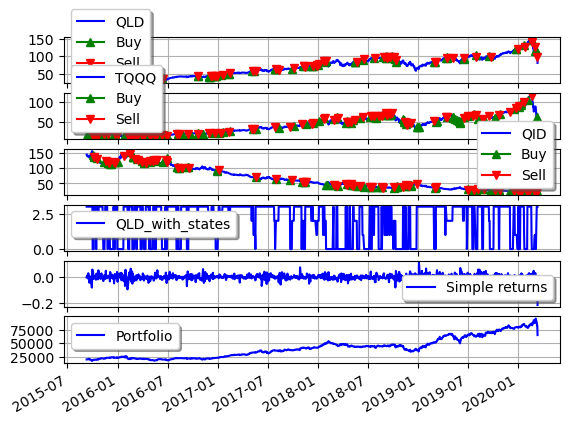 QLD
Buy
Sell
150
100
50
TQQQ
Buy
Sell
100
50
QID
Buy
Sell
150
100
50
QLD_with_states
2.5
0.0
Simple returns
0.0
−0.2
Portfolio
75000
50000
25000
2015-07 2016-01 2016-07 2017-01 2017-07 2018-01 2018-07 2019-01 2019-07 2020-01